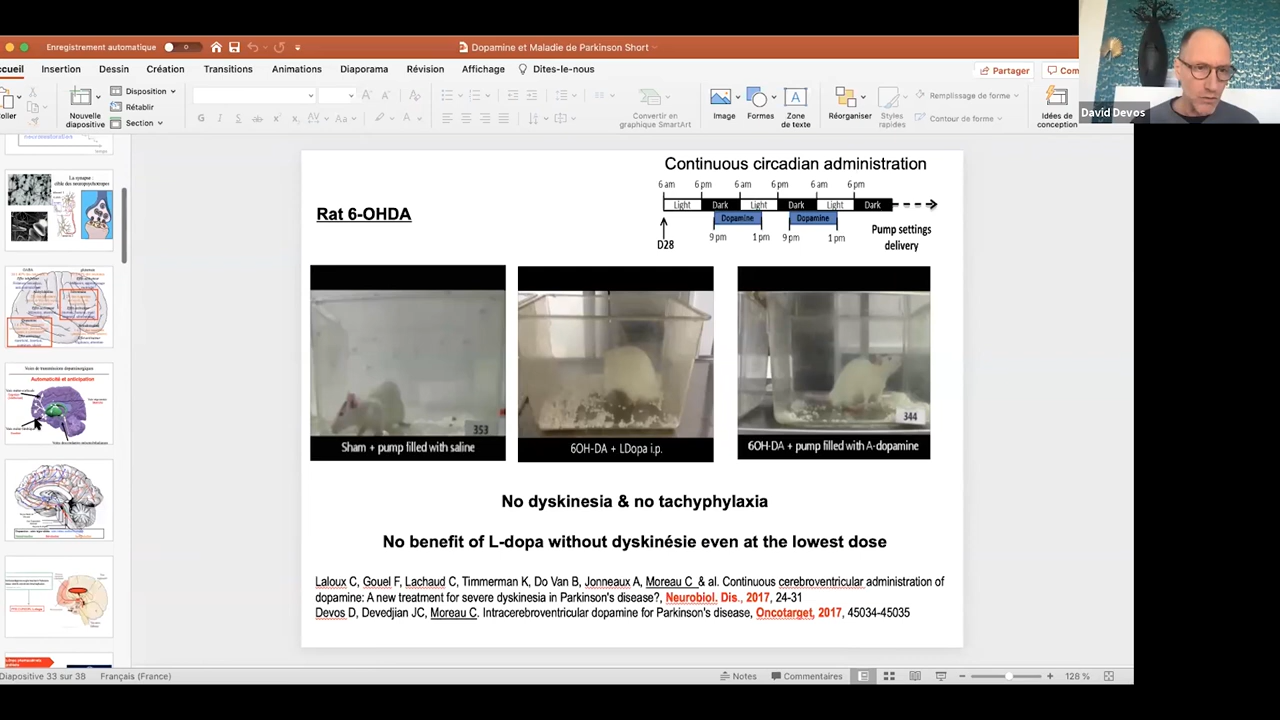 Enregistrement automatique
Dopamine et Maladie de Parkinson Short
ccueil Insertion Dessin Création Transitions Animations Diaporama Révision Affichage Dites-le-nous
Partager
Com
oller
Nouvelle
diapositive
Disposition
Rétablir
Section
G I S
Convertir en
graphique SmartArt
Image
Formes
Zone
de texte
Réorganiser
Styles
rapides
Remplissage de forme
Contour de forme
Idées de
conception
David Devos
La synapse :
Automaticité et anticipation
Continuous circadian administration
6 am 6 pm 6 am 6 pm 6 am 6 pm
Light Dark Light Dark Light Dark
Dopamine Dopamine
9 pm 1 pm 9 pm 1 pm
D28
Pump settings
delivery
Rat 6-OHDA
353
344
Sham + pump filled with saline
6OH-DA + LDopa i.p.
6OH-DA + pump filled with A-dopamine
No dyskinesia & no tachyphylaxia
No benefit of L-dopa without dyskinésie even at the lowest dose
Laloux C, Gouel F, Lachaud C, Timmerman K, Do Van B, Jonneaux A, Moreau C &al. Continuous cerebroventricular administration of
dopamine: A new treatment for severe dyskinesia in Parkinson's disease?, Neurobiol. Dis., 2017, 24-31
Devos D, Devedjian JC, Moreau C. Intracerebroventricular dopamine for Parkinson's disease, Oncotarget, 2017, 45034-45035
Diapositive 33 sur 38
Français (France)
Notes
Commentaires
128 %